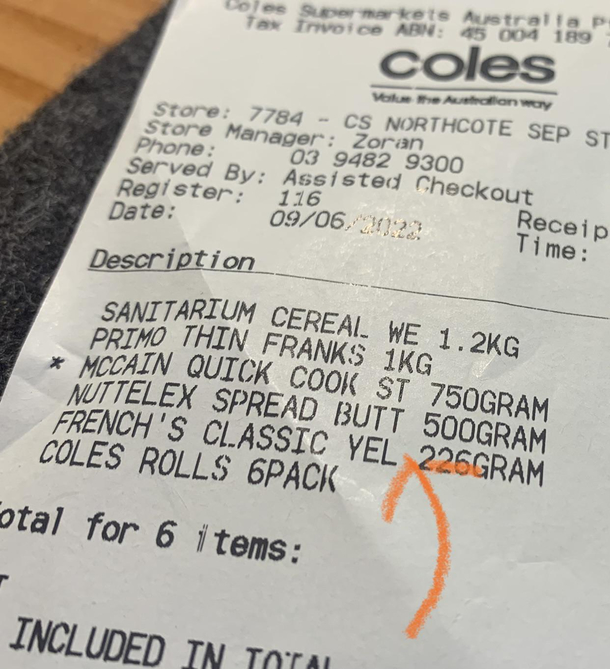 Coles Supermarkets Australia P
Tax Invoice ABN: 45 004 189
coles
Value the Australian way
Store: 7784 - CS NORTHCOTE SEP ST
Store Manager: Zoran
Phone: 03 9482 9300
Served By: Assisted Checkout
Register: 116 Receip
Date: 09/06/2022 Time:
Description
SANITARIUM CEREAL WE 1.2KG
PRIMO THIN FRANKS 1KG
* MCCAIN QUICK COOK ST 750GRAM
NUTTELEX SPREAD BUTT 500GRAM
FRENCH'S CLASSIC YEL 226GRAM
COLES ROLLS 6PACK
otal for 6 items:
INCLUDED IN TOTAL